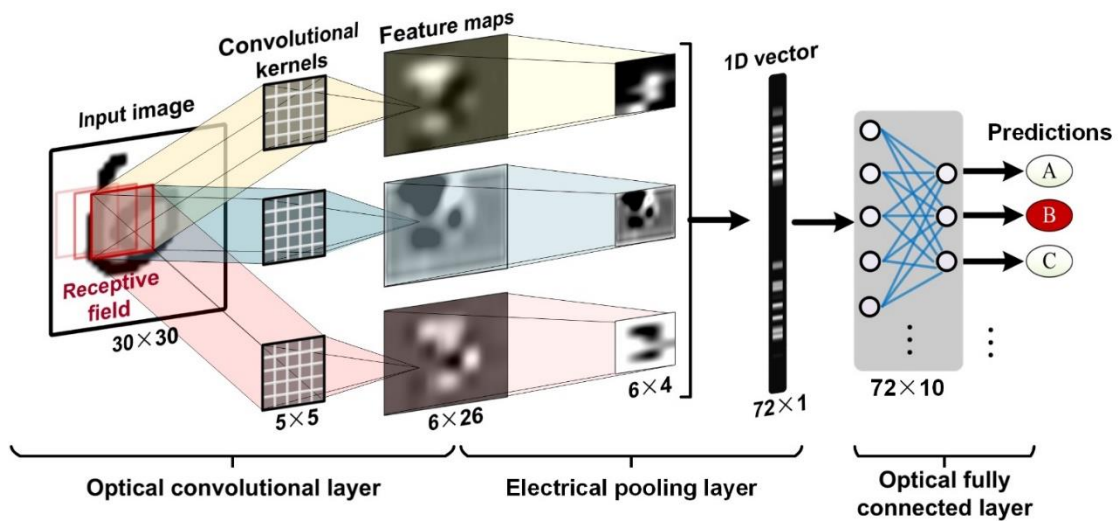 Input image
Convolutional
kernels
Feature maps
1D vector
Predictions
A
B
C
Receptive
field
30×30
5×5
6×26
6×4
72×1
72×10
Optical convolutional layer
Electrical pooling layer
Optical fully
connected layer